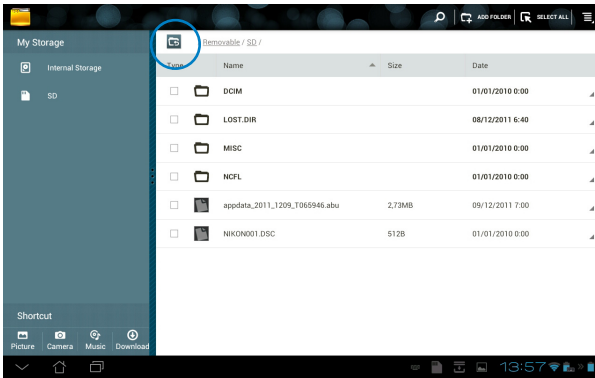 ADD FOLDER SELECT ALL
My Storage
Removable / SD /
Internal Storage
SD
Type Name Size Date
DCIM 01/01/2010 0:00
LOST.DIR 08/12/2011 6:40
MISC 01/01/2010 0:00
NCFL 01/01/2010 0:00
appdata_2011_1209_T065946.abu 2,73MB 09/12/2011 7:00
NIKON001.DSC 512B 01/01/2010 0:00
Shortcut
Picture Camera Music Download
13:57